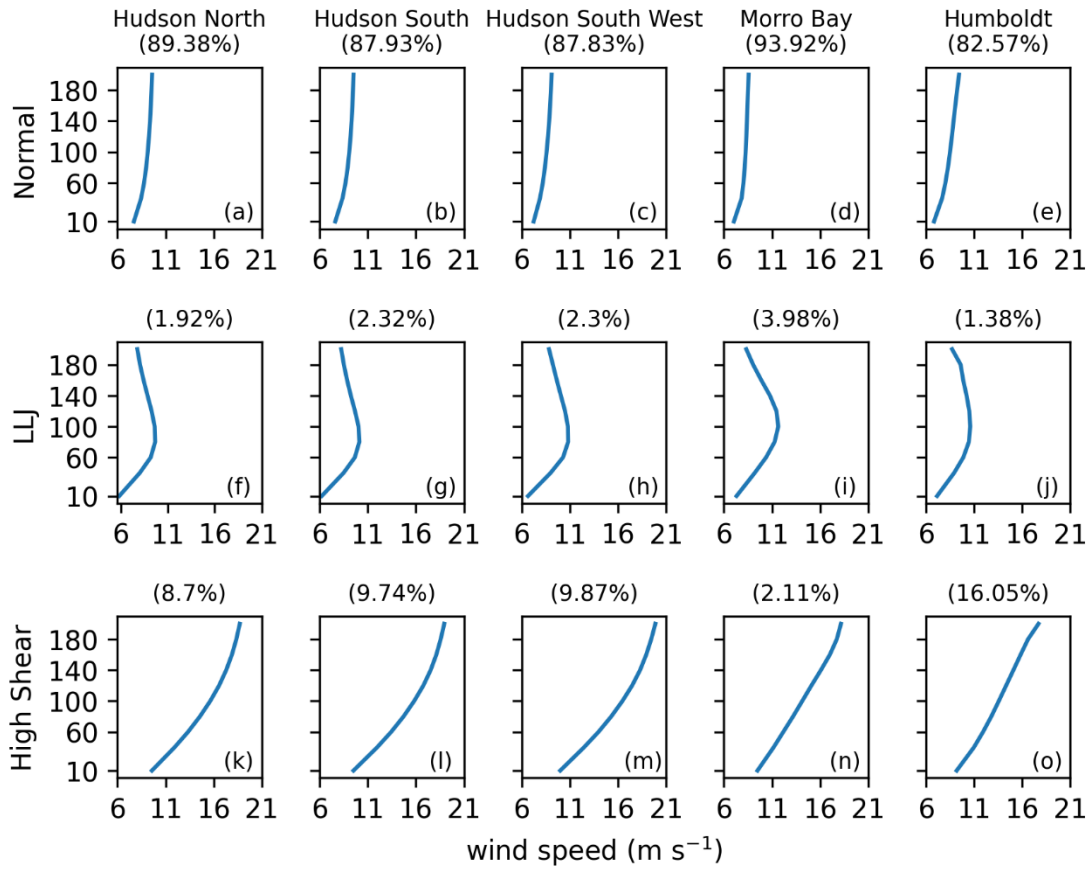 Hudson North Hudson South Hudson South West Morro Bay Humboldt
(89.38%) (87.93%) (87.83%) (93.92%) (82.57%)
Normal
180
140
100
60
10
(a) (b) (c) (d) (e)
6 11 16 21 6 11 16 21 6 11 16 21 6 11 16 21 6 11 16 21
(1.92%) (2.32%) (2.3%) (3.98%) (1.38%)
LLJ
180
140
100
60
10
(f) (g) (h) (i) (j)
6 11 16 21 6 11 16 21 6 11 16 21 6 11 16 21 6 11 16 21
(8.7%) (9.74%) (9.87%) (2.11%) (16.05%)
High Shear
180
140
100
60
10
(k) (l) (m) (n) (o)
6 11 16 21 6 11 16 21 6 11 16 21 6 11 16 21 6 11 16 21
wind speed (m s⁻¹)